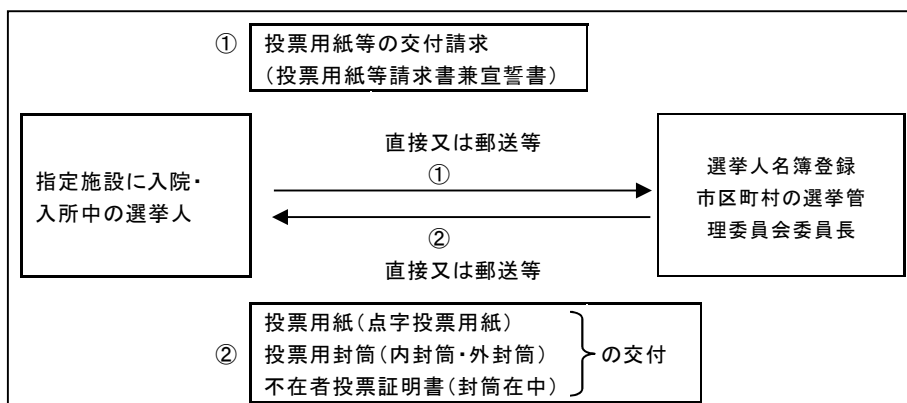 ① 投票用紙等の交付請求
（投票用紙等請求書兼宣誓書）
指定施設に入院・
入所中の選挙人
直接又は郵送等
①
②
直接又は郵送等
選挙人名簿登録
市区町村の選挙管
理委員会委員長
投票用紙（点字投票用紙）
② 投票用封筒（内封筒・外封筒） の交付
不在者投票証明書（封筒在中）